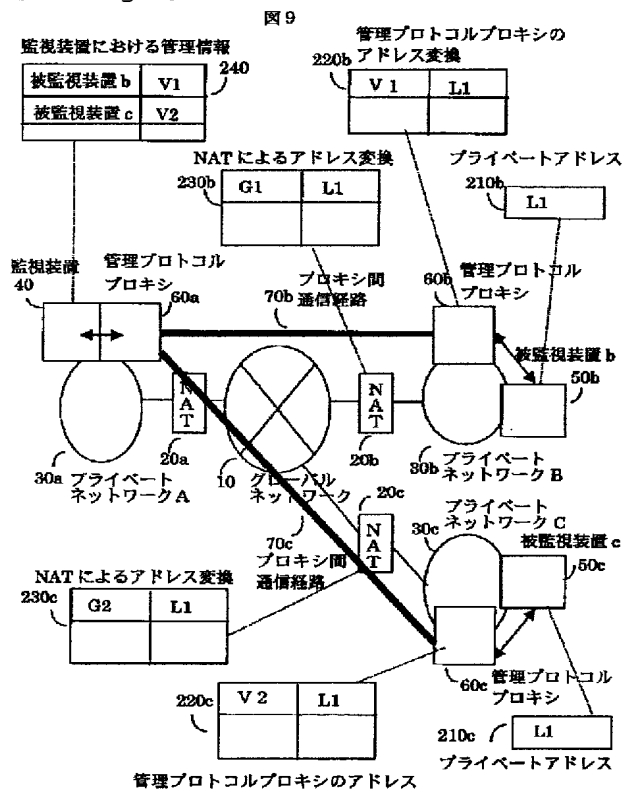 図9
監視装置における管理情報
240
被監視装置b V1
被監視装置c V2
管理プロトコルプロキシの
アドレス変換
220b
V 1 L1
NATによるアドレス変換
230b
G1 L1
プライベートアドレス
210b
L1
監視装置
40
管理プロトコル
プロキシ
60a
プロキシ間
通信経路
70b
60b
管理プロトコル
プロキシ
被監視装置b
50b
NAT
20a
NAT
20b
30a
プライベート
ネットワークA
10
グローバル
ネットワーク
30b
プライベート
ネットワークB
20c
NAT
70c
プロキシ間
通信経路
プライベート
ネットワークC
30c
被監視装置c
50c
NATによるアドレス変換
230c
G2 L1
60c
管理プロトコル
プロキシ
220c
V 2 L1
210c
L1
プライベートアドレス
管理プロトコルプロキシのアドレス